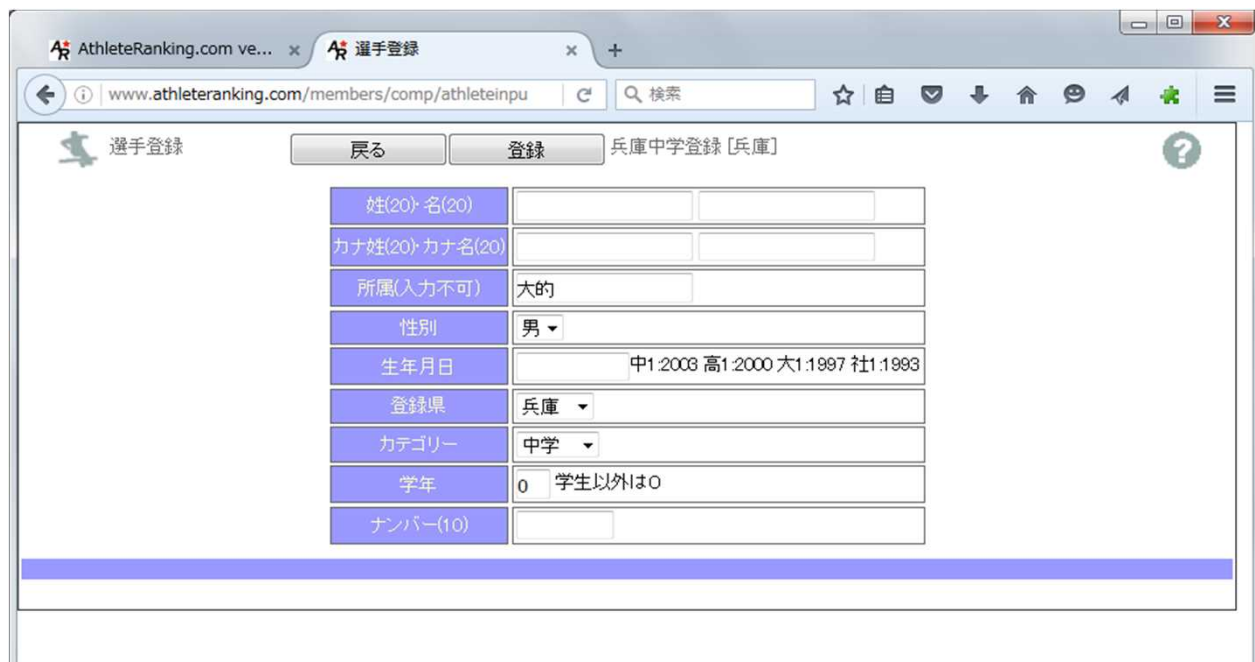 AthleteRanking.com ve... × 選手登録 × +
www.athleteranking.com/members/comp/athleteinpu 検索
選手登録 戻る 登録 兵庫中学登録 [兵庫] ?
姓(20)・名(20)
カナ姓(20)・カナ名(20)
所属(入力不可) 大的
性別 男
生年月日 中1:2003 高1:2000 大1:1997 社1:1993
登録県 兵庫
カテゴリー 中学
学年 0 学生以外は0
ナンバー(10)